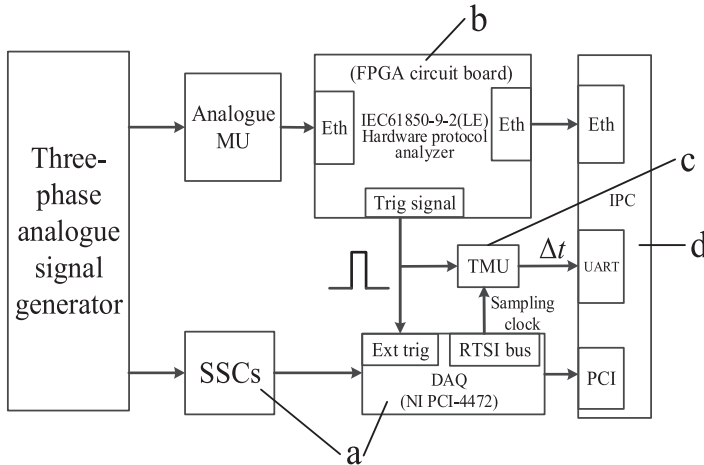 b
(FPGA circuit board)
Three-
phase
analogue
signal
generator
Analogue
MU
Eth
IEC61850-9-2(LE)
Hardware protocol
analyzer
Eth
Trig signal
Eth
IPC
c
d
TMU
Δt
UART
Sampling
clock
SSCs
Ext trig
RTSI bus
DAQ
(NI PCI-4472)
PCI
a